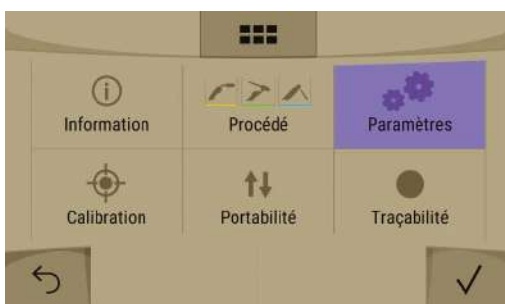 Information
Procédé
Paramètres
Calibration
Portabilité
Traçabilité